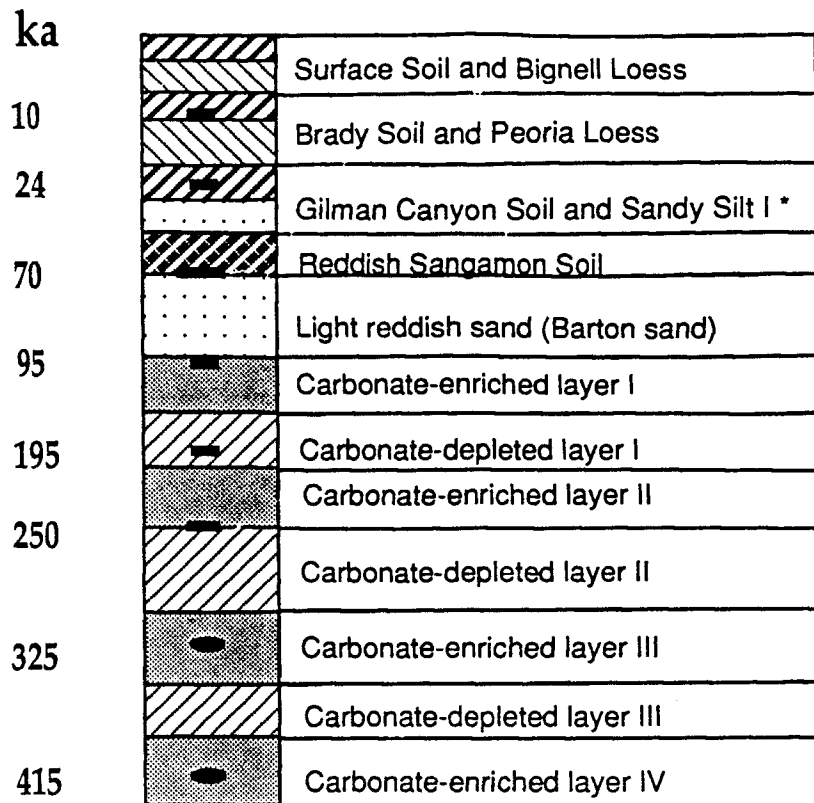 ka
Surface Soil and Bignell Loess
10
Brady Soil and Peoria Loess
24
Gilman Canyon Soil and Sandy Silt I *
Reddish Sangamon Soil
70
Light reddish sand (Barton sand)
95
Carbonate-enriched layer I
195
Carbonate-depleted layer I
Carbonate-enriched layer II
250
Carbonate-depleted layer II
325
Carbonate-enriched layer III
Carbonate-depleted layer III
415
Carbonate-enriched layer IV